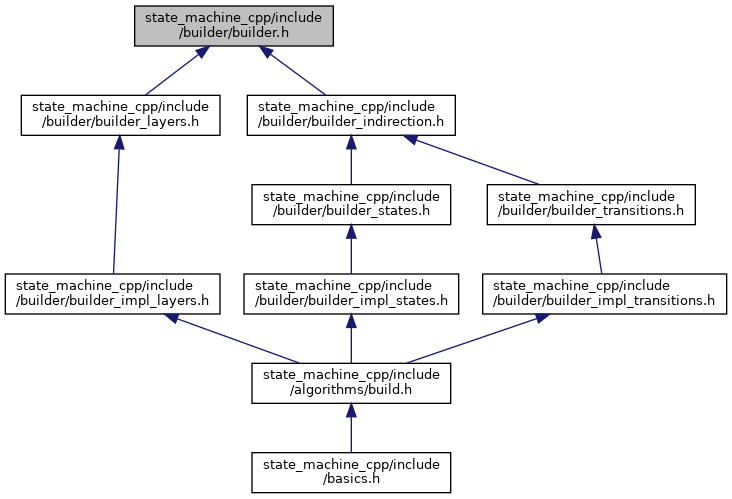 state_machine_cpp/include
/builder/builder.h
state_machine_cpp/include
/builder/builder_layers.h
state_machine_cpp/include
/builder/builder_indirection.h
state_machine_cpp/include
/builder/builder_states.h
state_machine_cpp/include
/builder/builder_transitions.h
state_machine_cpp/include
/builder/builder_impl_layers.h
state_machine_cpp/include
/builder/builder_impl_states.h
state_machine_cpp/include
/builder/builder_impl_transitions.h
state_machine_cpp/include
/algorithms/build.h
state_machine_cpp/include
/basics.h